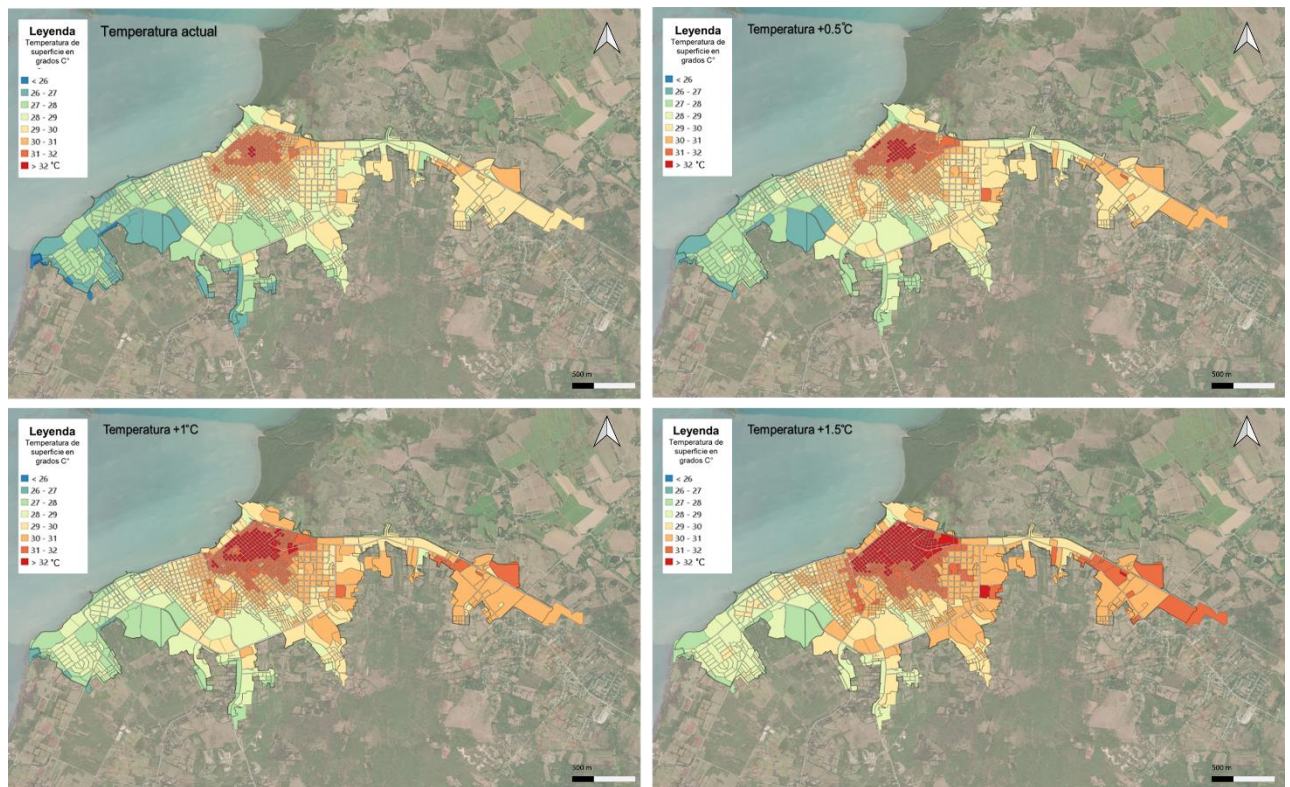 Leyenda
Temperatura de
superficie en
grados C°
< 26
26 - 27
27 - 28
28 - 29
29 - 30
30 - 31
31 - 32
> 32 °C
Temperatura actual
500 m
Leyenda
Temperatura de
superficie en
grados C°
< 26
26 - 27
27 - 28
28 - 29
29 - 30
30 - 31
31 - 32
> 32 °C
Temperatura +0.5°C
500 m
Leyenda
Temperatura de
superficie en
grados C°
< 26
26 - 27
27 - 28
28 - 29
29 - 30
30 - 31
31 - 32
> 32 °C
Temperatura +1°C
500 m
Leyenda
Temperatura de
superficie en
grados C°
< 26
26 - 27
27 - 28
28 - 29
29 - 30
30 - 31
31 - 32
> 32 °C
Temperatura +1.5°C
500 m